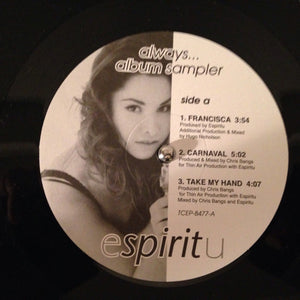 always...
album sampler
side a
1. FRANCISCA 3:54
Produced by Espiritu
Additional Production & Mixed
by Hugo Nicholson
2. CARNAVAL 5:02
Produced & Mixed by Chris Bangs
for Thin Air Production with Espiritu
3. TAKE MY HAND 4:07
Produced by Chris Bangs
for Thin Air Production with Espiritu
Mixed by Chris Bangs and Espiritu
TCEP-8477-A
espiritu